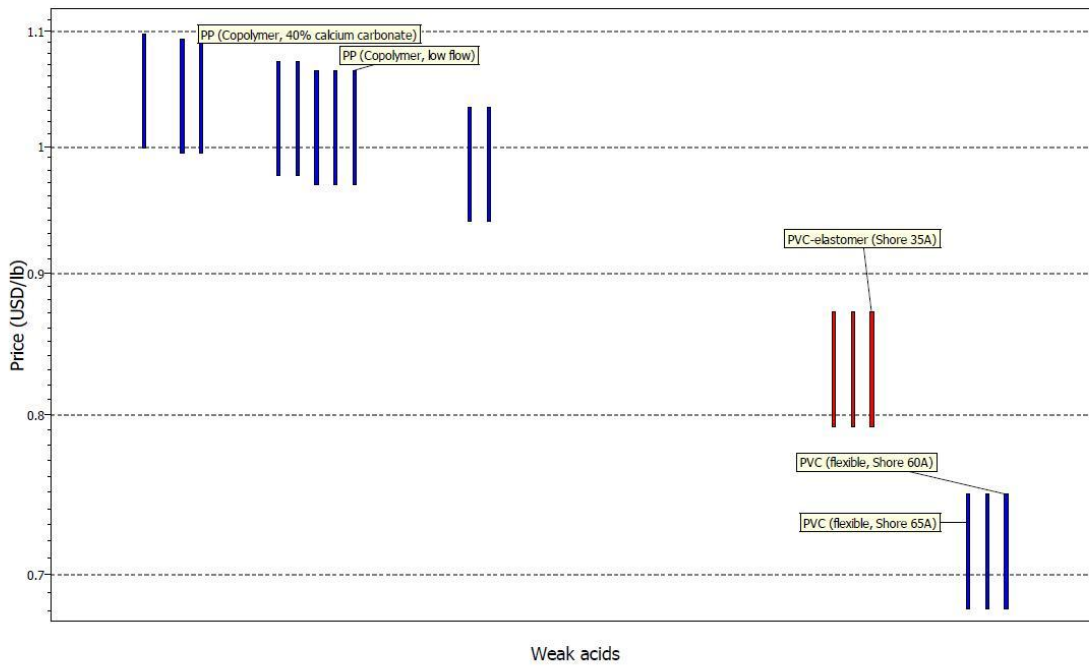 1.1
PP (Copolymer, 40% calcium carbonate)
PP (Copolymer, low flow)
1
PVC-elastomer (Shore 35A)
0.9
Price (USD/lb)
0.8
PVC (flexible, Shore 60A)
PVC (flexible, Shore 65A)
0.7
Weak acids